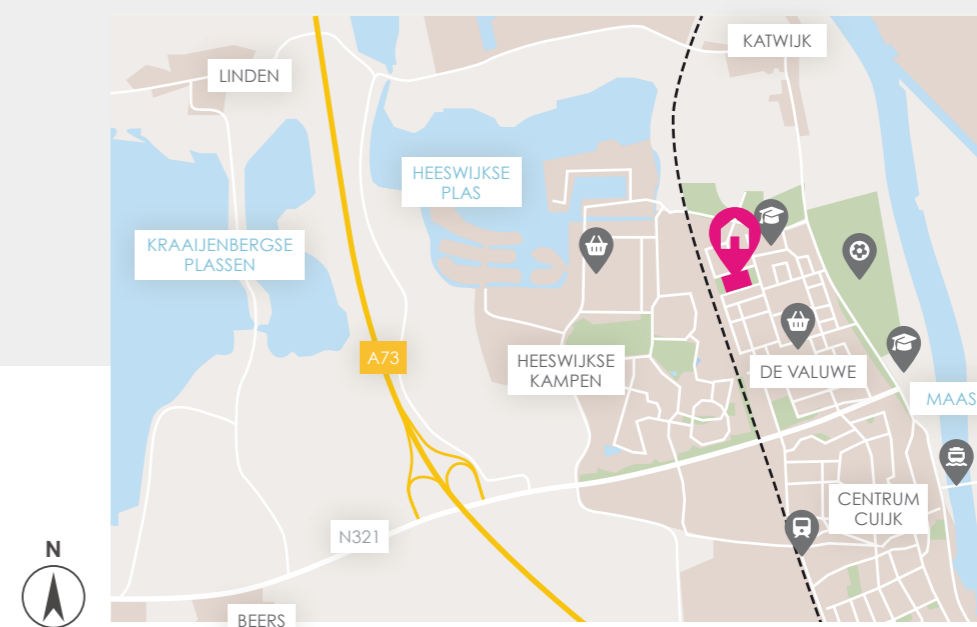 KATWIJK
LINDEN
HEESWIJKSE
PLAS
KRAAIJENBERGSE
PLASSEN
A73
HEESWIJKSE
KAMPEN
DE VALUWE
MAAS
CENTRUM
CUIJK
N321
N
BEERS